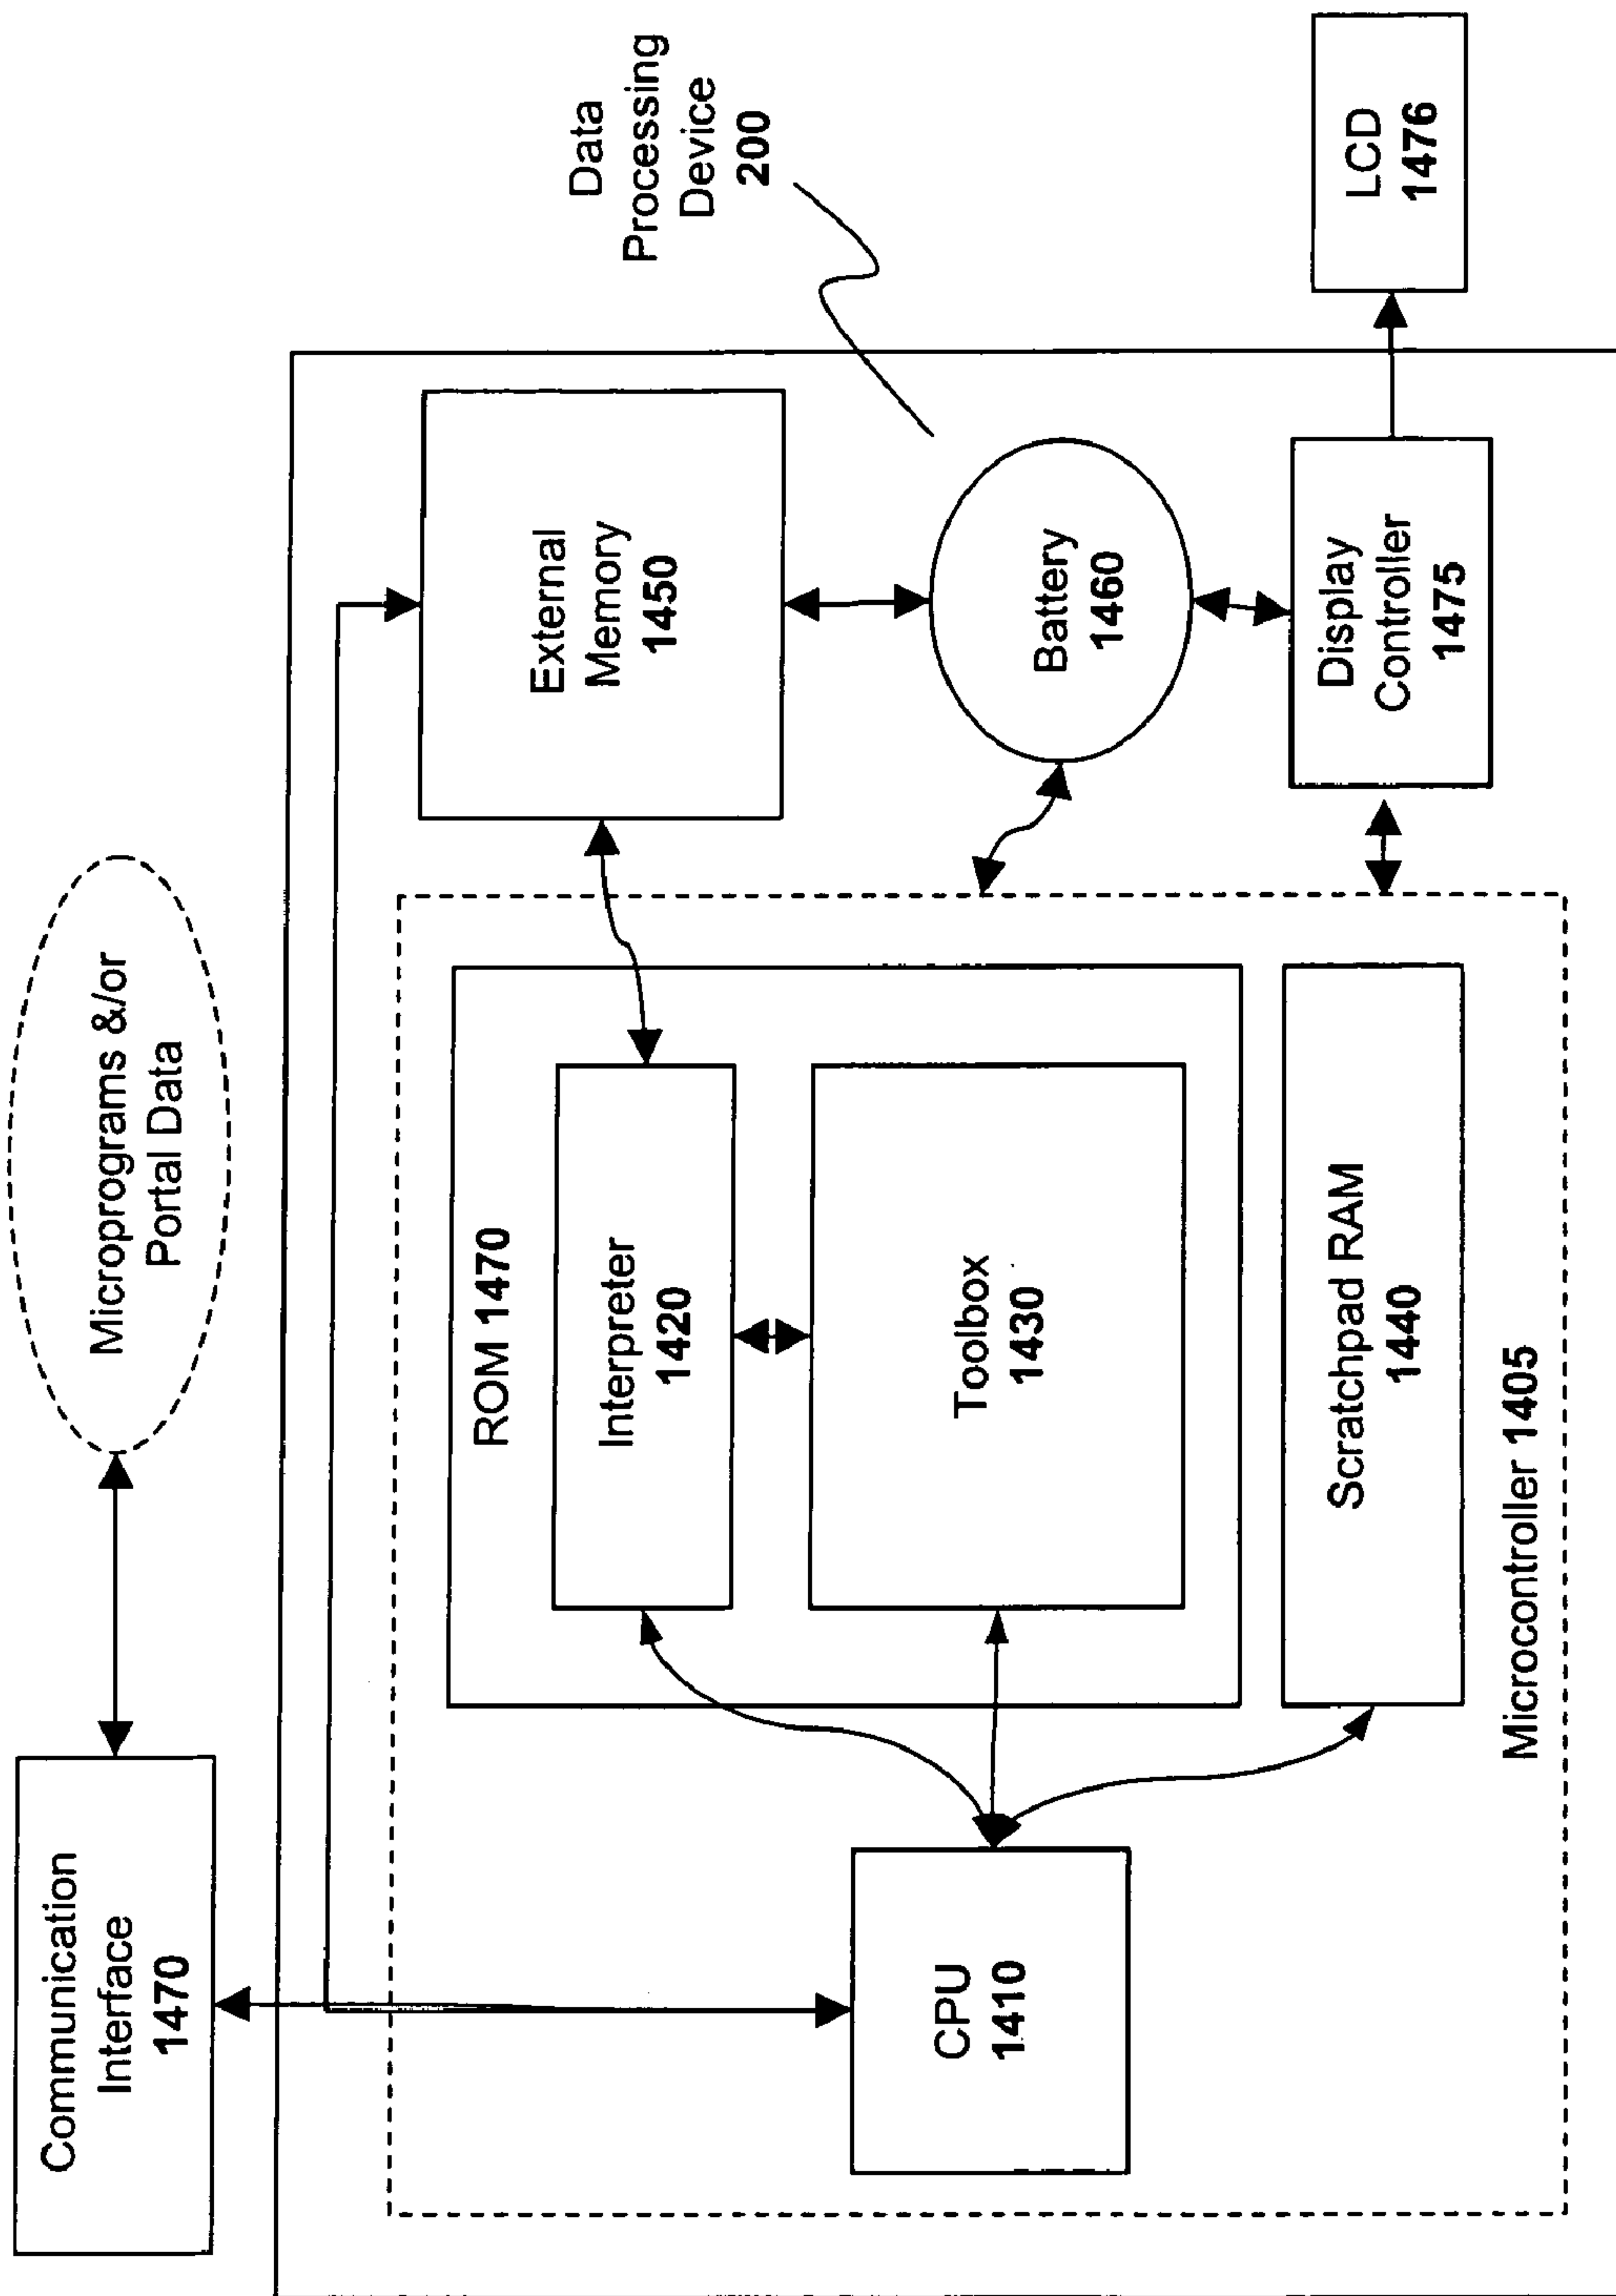 Communication
Interface
1470
Microprograms &/or
Portal Data
Data
Processing
Device
200
External
Memory
1450
ROM 1470
Interpreter
1420
Toolbox
1430
CPU
1410
Scratchpad RAM
1440
Microcontroller 1405
Battery
1460
Display
Controller
1475
LCD
1476